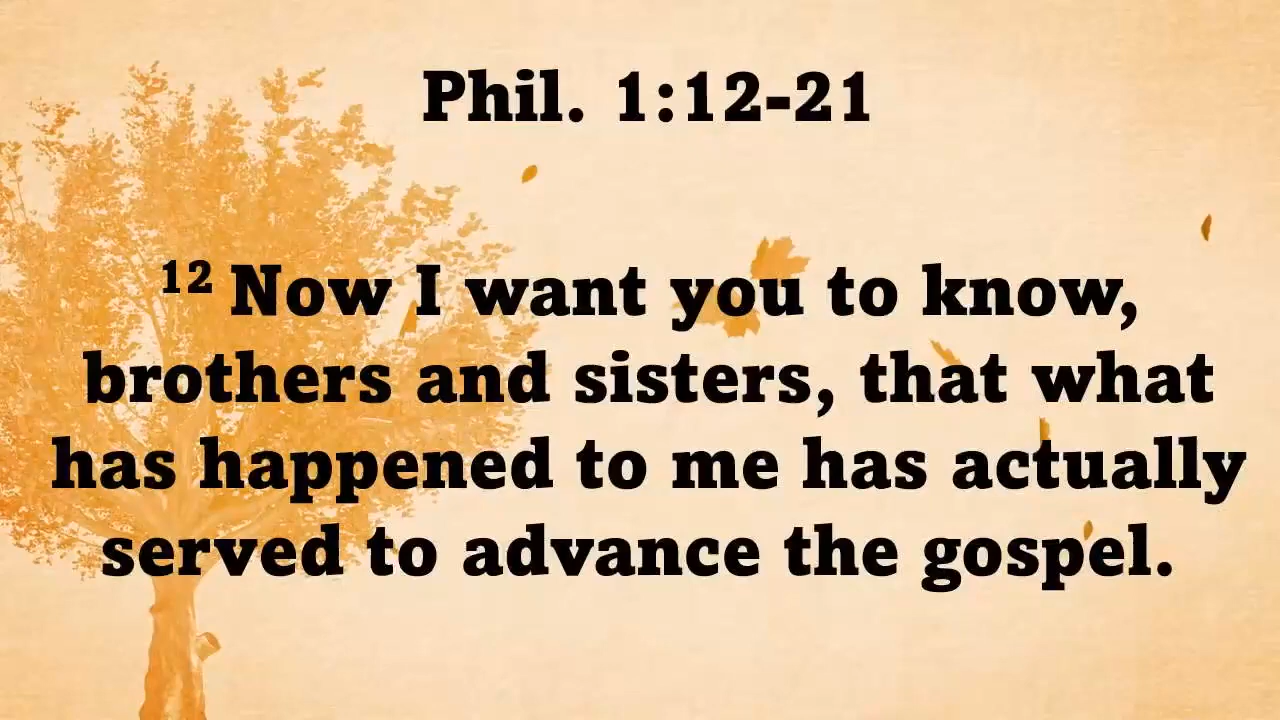 Phil. 1:12-21
¹² Now I want you to know,
brothers and sisters, that what
has happened to me has actually
served to advance the gospel.